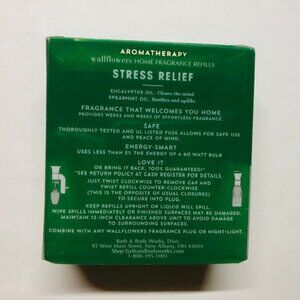 AROMATHERAPY
wallflowers HOME FRAGRANCE REFILLS
STRESS RELIEF
EUCALYPTUS OIL: Clears the mind
SPEARMINT OIL: Soothes and uplifts
FRAGRANCE THAT WELCOMES YOU HOME
PROVIDES WEEKS AND WEEKS OF EFFORTLESS FRAGRANCE.
SAFE
THOROUGHLY TESTED AND UL LISTED FUSE ALLOWS FOR SAFE USE
AND PEACE OF MIND.
ENERGY-SMART
USES LESS THAN 5% THE ENERGY OF A 60 WATT BULB
LOVE IT
OR BRING IT BACK, 100% GUARANTEED!*
*SEE RETURN POLICY AT CASH REGISTER FOR DETAILS.
JUST TWIST CLOCKWISE TO REMOVE CAP AND
TWIST REFILL COUNTER CLOCKWISE
(THIS IS THE OPPOSITE OF USUAL CLOSURES)
TO SECURE INTO PLUG.
KEEP REFILLS UPRIGHT OR LIQUID WILL SPILL.
WIPE SPILLS IMMEDIATELY OR FINISHED SURFACES MAY BE DAMAGED.
MAINTAIN 12 INCH CLEARANCE ABOVE UNIT TO AVOID DAMAGE
TO SURROUNDING SURFACES.
COMBINE WITH ANY WALLFLOWERS FRAGRANCE PLUG OR NIGHT-LIGHT.
Bath & Body Works, Distr.
95 West Main Street, New Albany, OH 43054
Shop bathandbodyworks.com
1-800-395-1001